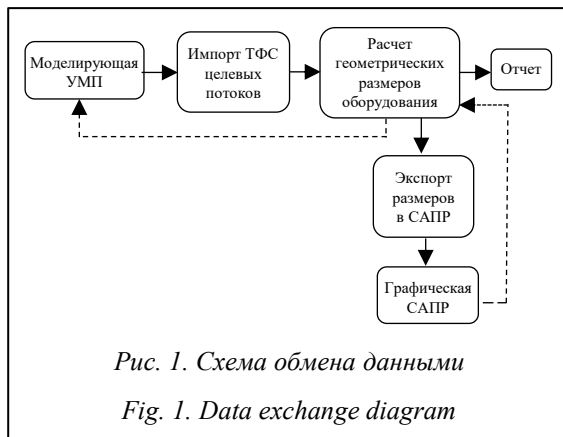 Моделирующая
УМП
Импорт ТФС
целевых
потоков
Расчет
геометрических
размеров
оборудования
Отчет
Экспорт
размеров
в САПР
Графическая
САПР
Рис. 1. Схема обмена данными
Fig. 1. Data exchange diagram